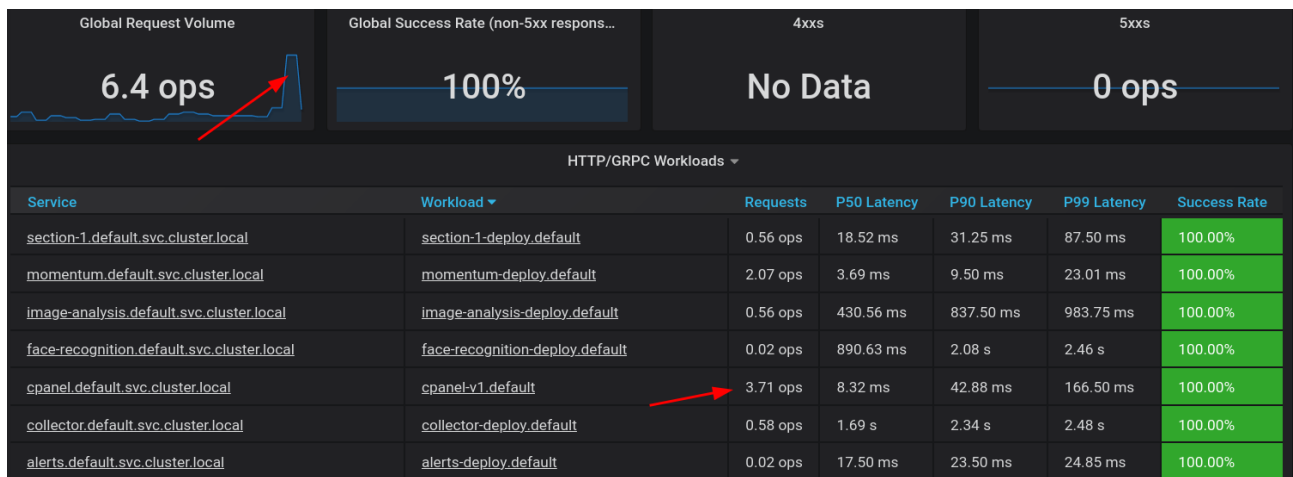 Global Request Volume Global Success Rate (non-5xx respons... 4xxs 5xxs
6.4 ops 100% No Data 0 ops
HTTP/GRPC Workloads
Service Workload Requests P50 Latency P90 Latency P99 Latency Success Rate
section-1.default.svc.cluster.local section-1-deploy.default 0.56 ops 18.52 ms 31.25 ms 87.50 ms 100.00%
momentum.default.svc.cluster.local momentum-deploy.default 2.07 ops 3.69 ms 9.50 ms 23.01 ms 100.00%
image-analysis.default.svc.cluster.local image-analysis-deploy.default 0.56 ops 430.56 ms 837.50 ms 983.75 ms 100.00%
face-recognition.default.svc.cluster.local face-recognition-deploy.default 0.02 ops 890.63 ms 2.08 s 2.46 s 100.00%
cpanel.default.svc.cluster.local cpanel-v1.default 3.71 ops 8.32 ms 42.88 ms 166.50 ms 100.00%
collector.default.svc.cluster.local collector-deploy.default 0.58 ops 1.69 s 2.34 s 2.48 s 100.00%
alerts.default.svc.cluster.local alerts-deploy.default 0.02 ops 17.50 ms 23.50 ms 24.85 ms 100.00%